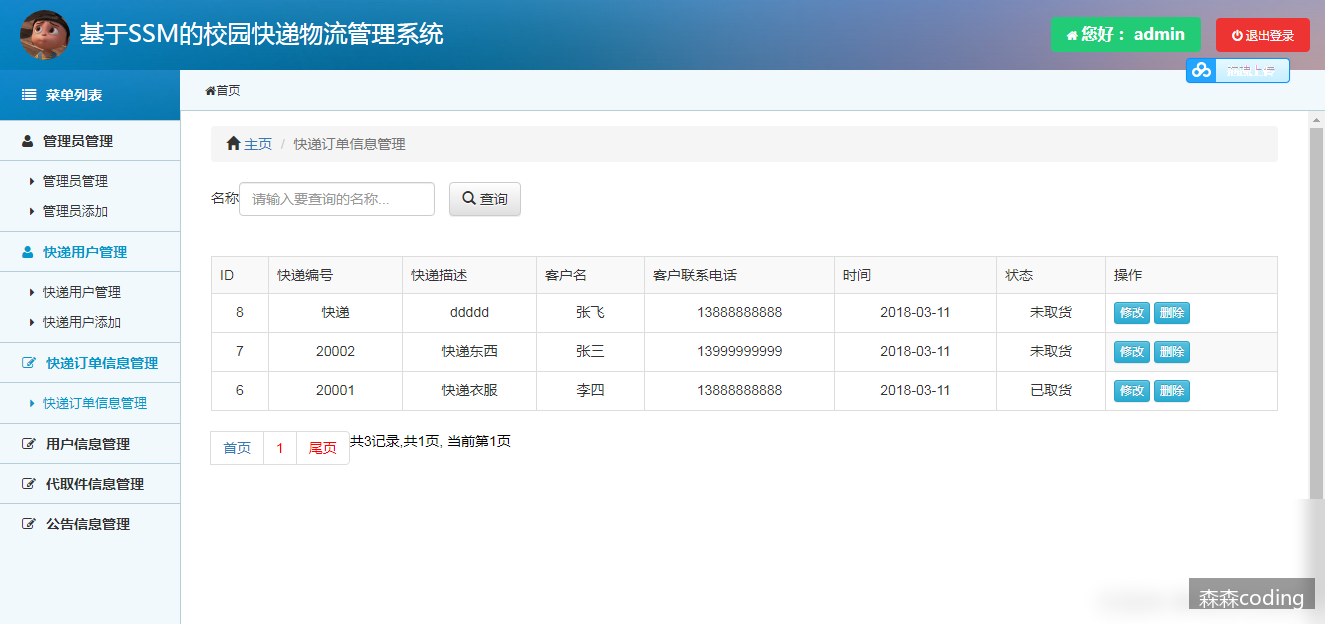 基于SSM的校园快递物流管理系统
您好： admin
退出登录
菜单列表
首页
管理员管理
管理员管理
管理员添加
快递用户管理
快递用户管理
快递用户添加
快递订单信息管理
快递订单信息管理
用户信息管理
代取件信息管理
公告信息管理
主页 / 快递订单信息管理
名称 请输入要查询的名称... 查询
ID 快递编号 快递描述 客户名 客户联系电话 时间 状态 操作
8 快递 ddddd 张飞 13888888888 2018-03-11 未取货 修改 删除
7 20002 快递东西 张三 13999999999 2018-03-11 未取货 修改 删除
6 20001 快递衣服 李四 13888888888 2018-03-11 已取货 修改 删除
首页 1 尾页 共3记录,共1页, 当前第1页
森森coding